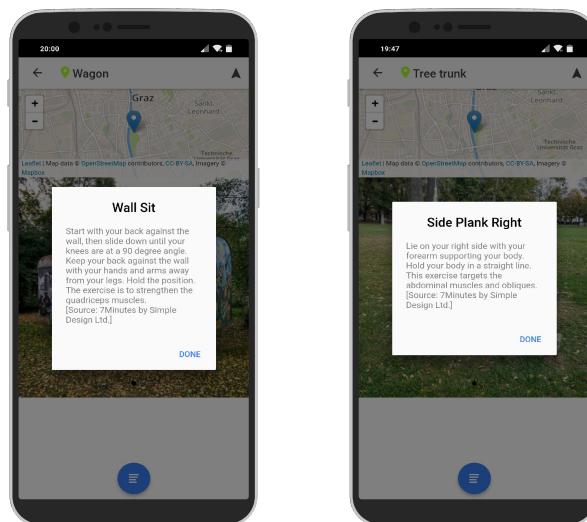 20:00
Wagon
+
-
Graz
Sankt
Leonhard
Technische
Universität Graz
Leaflet | Map data © OpenStreetMap contributors, CC-BY-SA, Imagery ©
Mapbox
Wall Sit
Start with your back against the
wall, then slide down until your
knees are at a 90 degree angle.
Keep your back against the wall
with your hands and arms away
from your legs. Hold the position.
The exercise is to strengthen the
quadriceps muscles.
[Source: 7Minutes by Simple
Design Ltd.]
DONE
19:47
Tree trunk
+
-
Sankt
Leonhard
Technische
Universität Graz
Leaflet | Map data © OpenStreetMap contributors, CC-BY-SA, Imagery ©
Mapbox
Side Plank Right
Lie on your right side with your
forearm supporting your body.
Hold your body in a straight line.
This exercise targets the
abdominal muscles and obliques.
[Source: 7Minutes by Simple
Design Ltd.]
DONE